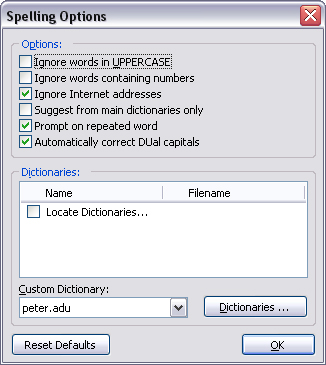 Spelling Options
Options:
Ignore words in UPPERCASE
Ignore words containing numbers
Ignore Internet addresses
Suggest from main dictionaries only
Prompt on repeated word
Automatically correct DUal capitals
Dictionaries:
Name Filename
Locate Dictionaries...
Custom Dictionary:
peter.adu Dictionaries ...
Reset Defaults OK